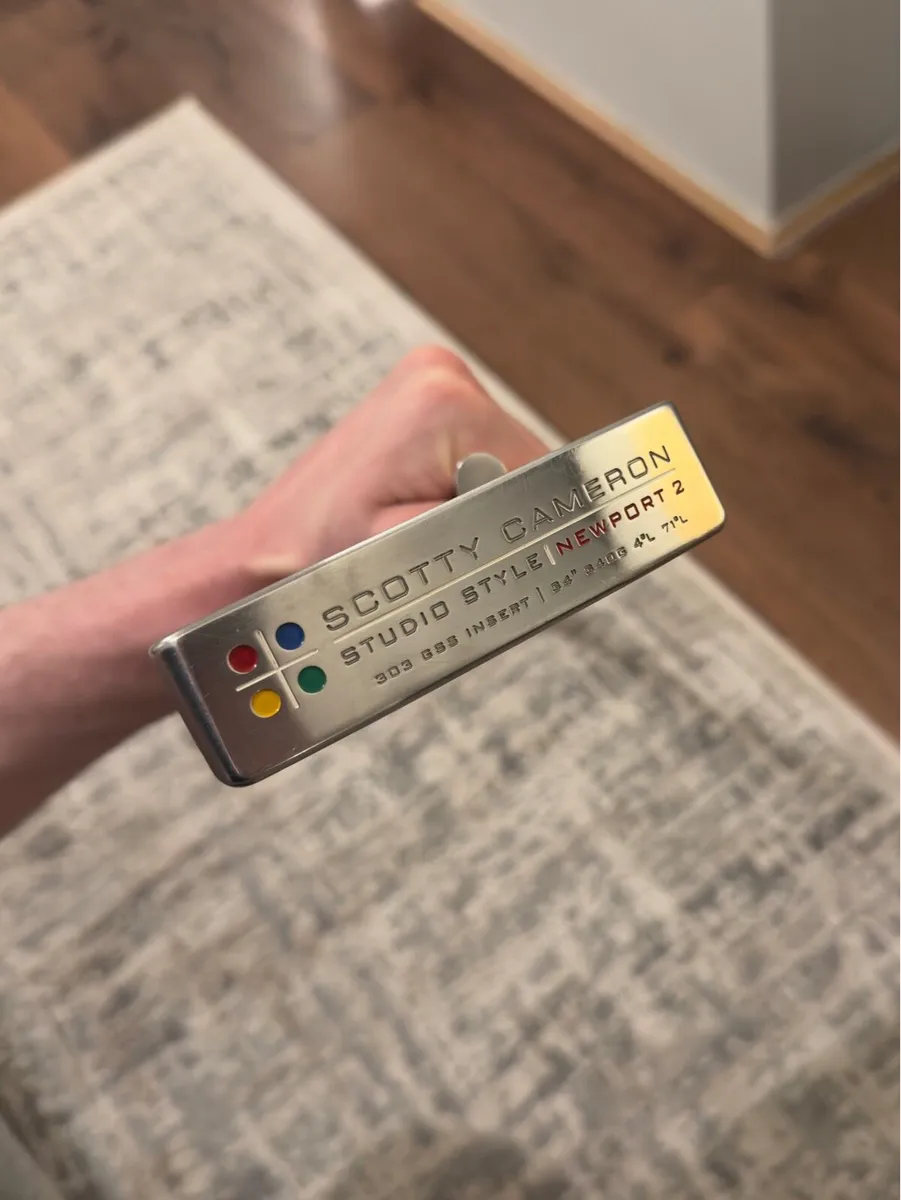 SCOTTY CAMERON
STUDIO STYLE | NEWPORT 2
303 GSS INSERT | 34" 340G 4°L 71°L